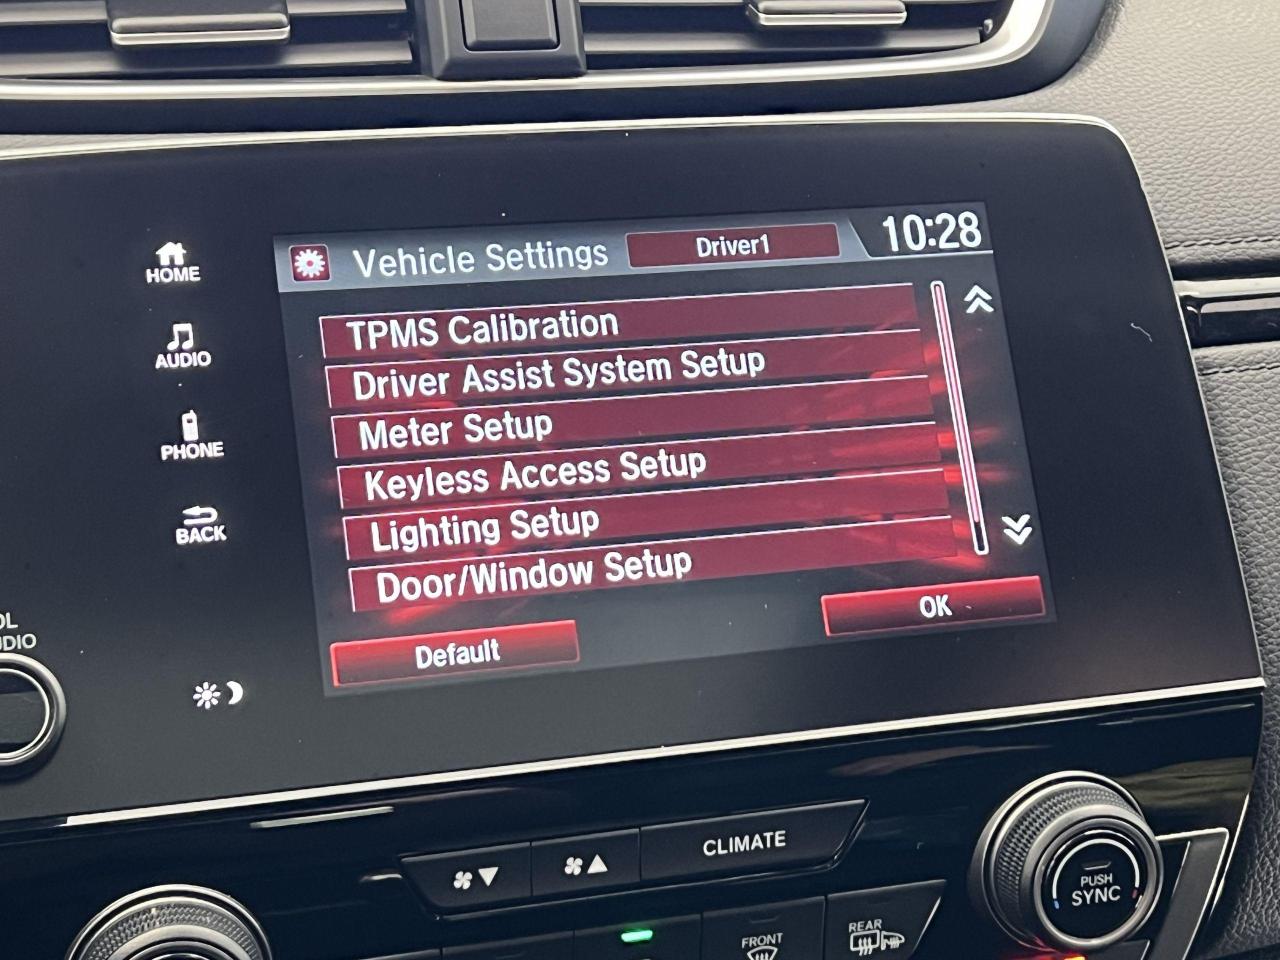 Vehicle Settings Driver1 10:28
HOME
TPMS Calibration
AUDIO
Driver Assist System Setup
Meter Setup
PHONE
Keyless Access Setup
BACK
Lighting Setup
Door/Window Setup
Default OK
CLIMATE
PUSH
SYNC
FRONT
REAR